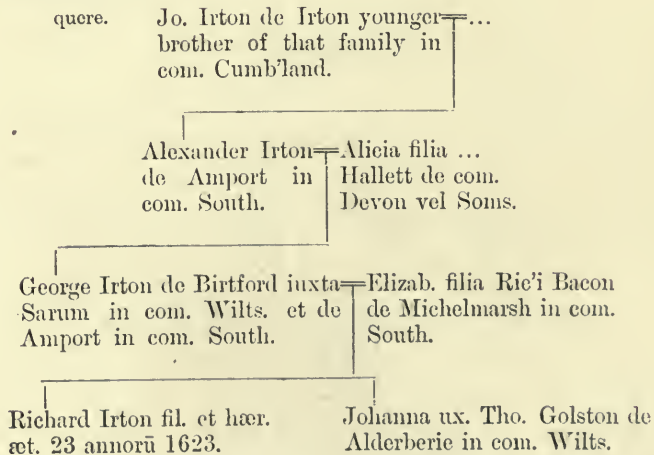 quere.
Jo. Irton de Irton younger=...
brother of that family in
com. Cumb'land.
Alexander Irton=Alicia filia ...
de Amport in Hallett de com.
com. South. Devon vel Soms.
George Irton de Birtford iuxta=Elizab. filia Ric'i Bacon
Sarum in com. Wilts. et de de Michelmarsh in com.
Amport in com. South. South.
Richard Irton fil. et hær. Johanna ux. Tho. Golston de
æt. 23 annorū 1623. Alderberie in com. Wilts.